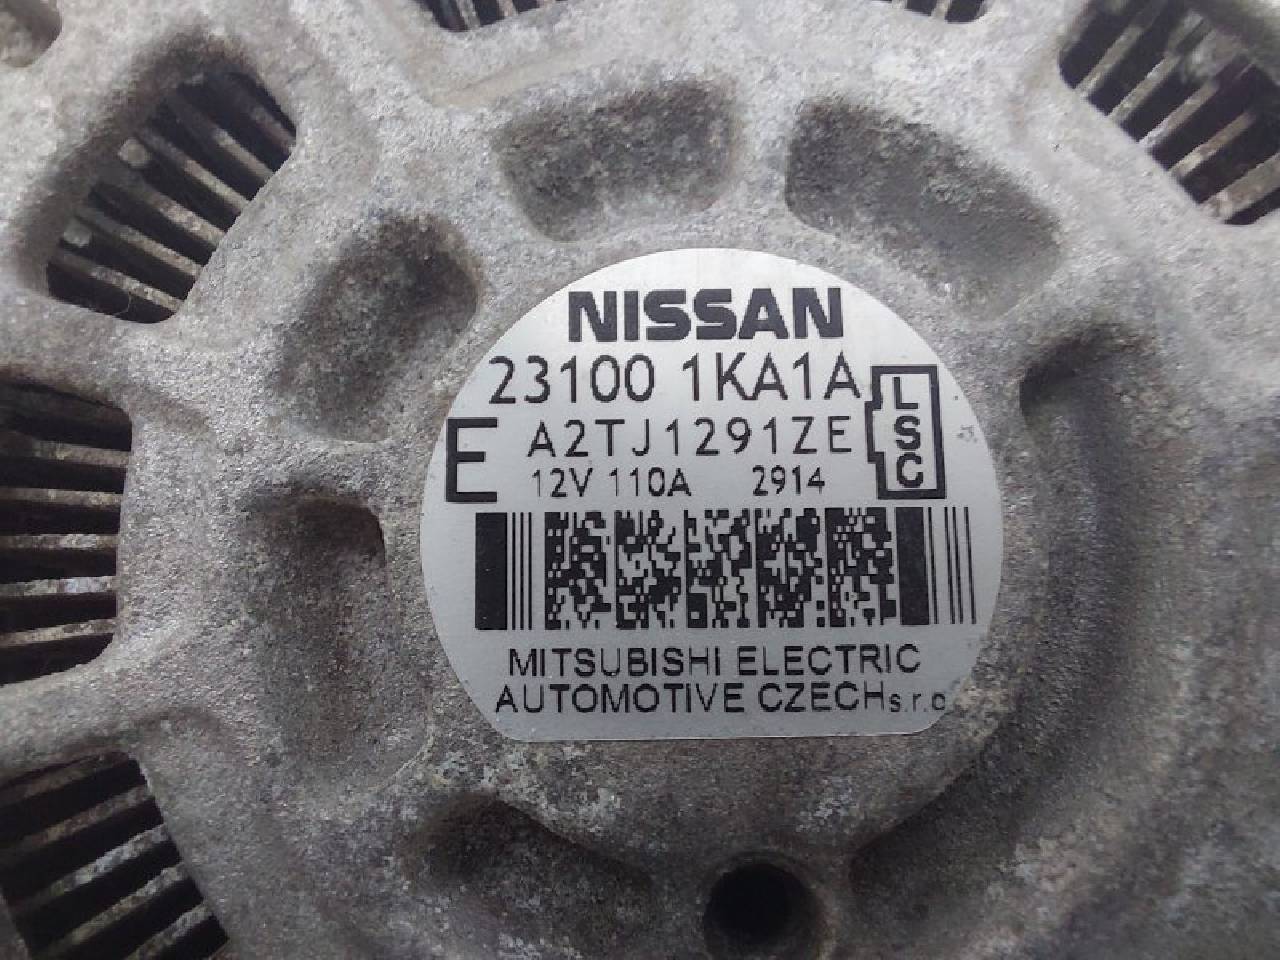 NISSAN
23100 1KA1A
E A2TJ1291ZE LSC
12V 110A 2914
MITSUBISHI ELECTRIC
AUTOMOTIVE CZECH s.r.o